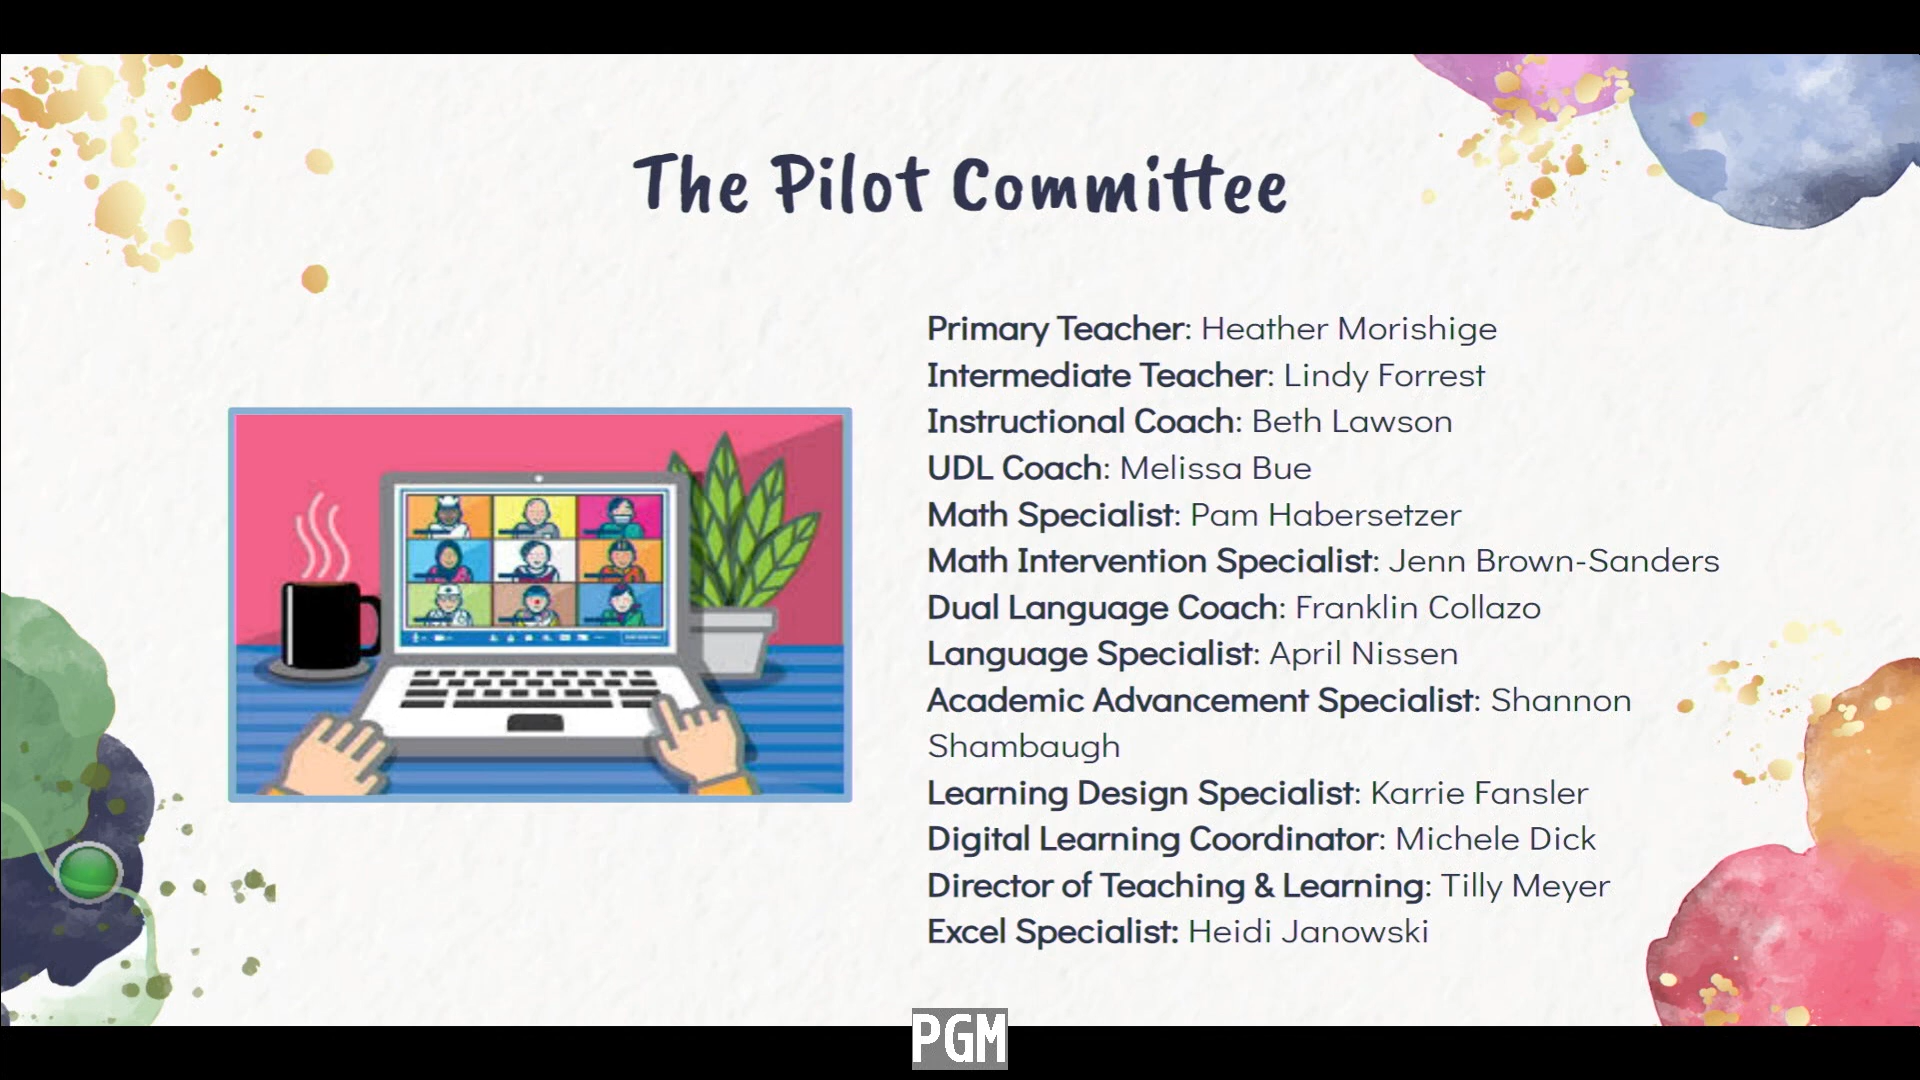 The Pilot Committee
Primary Teacher: Heather Morishige
Intermediate Teacher: Lindy Forrest
Instructional Coach: Beth Lawson
UDL Coach: Melissa Bue
Math Specialist: Pam Habersetzer
Math Intervention Specialist: Jenn Brown-Sanders
Dual Language Coach: Franklin Collazo
Language Specialist: April Nissen
Academic Advancement Specialist: Shannon
Shambaugh
Learning Design Specialist: Karrie Fansler
Digital Learning Coordinator: Michele Dick
Director of Teaching & Learning: Tilly Meyer
Excel Specialist: Heidi Janowski
PGM